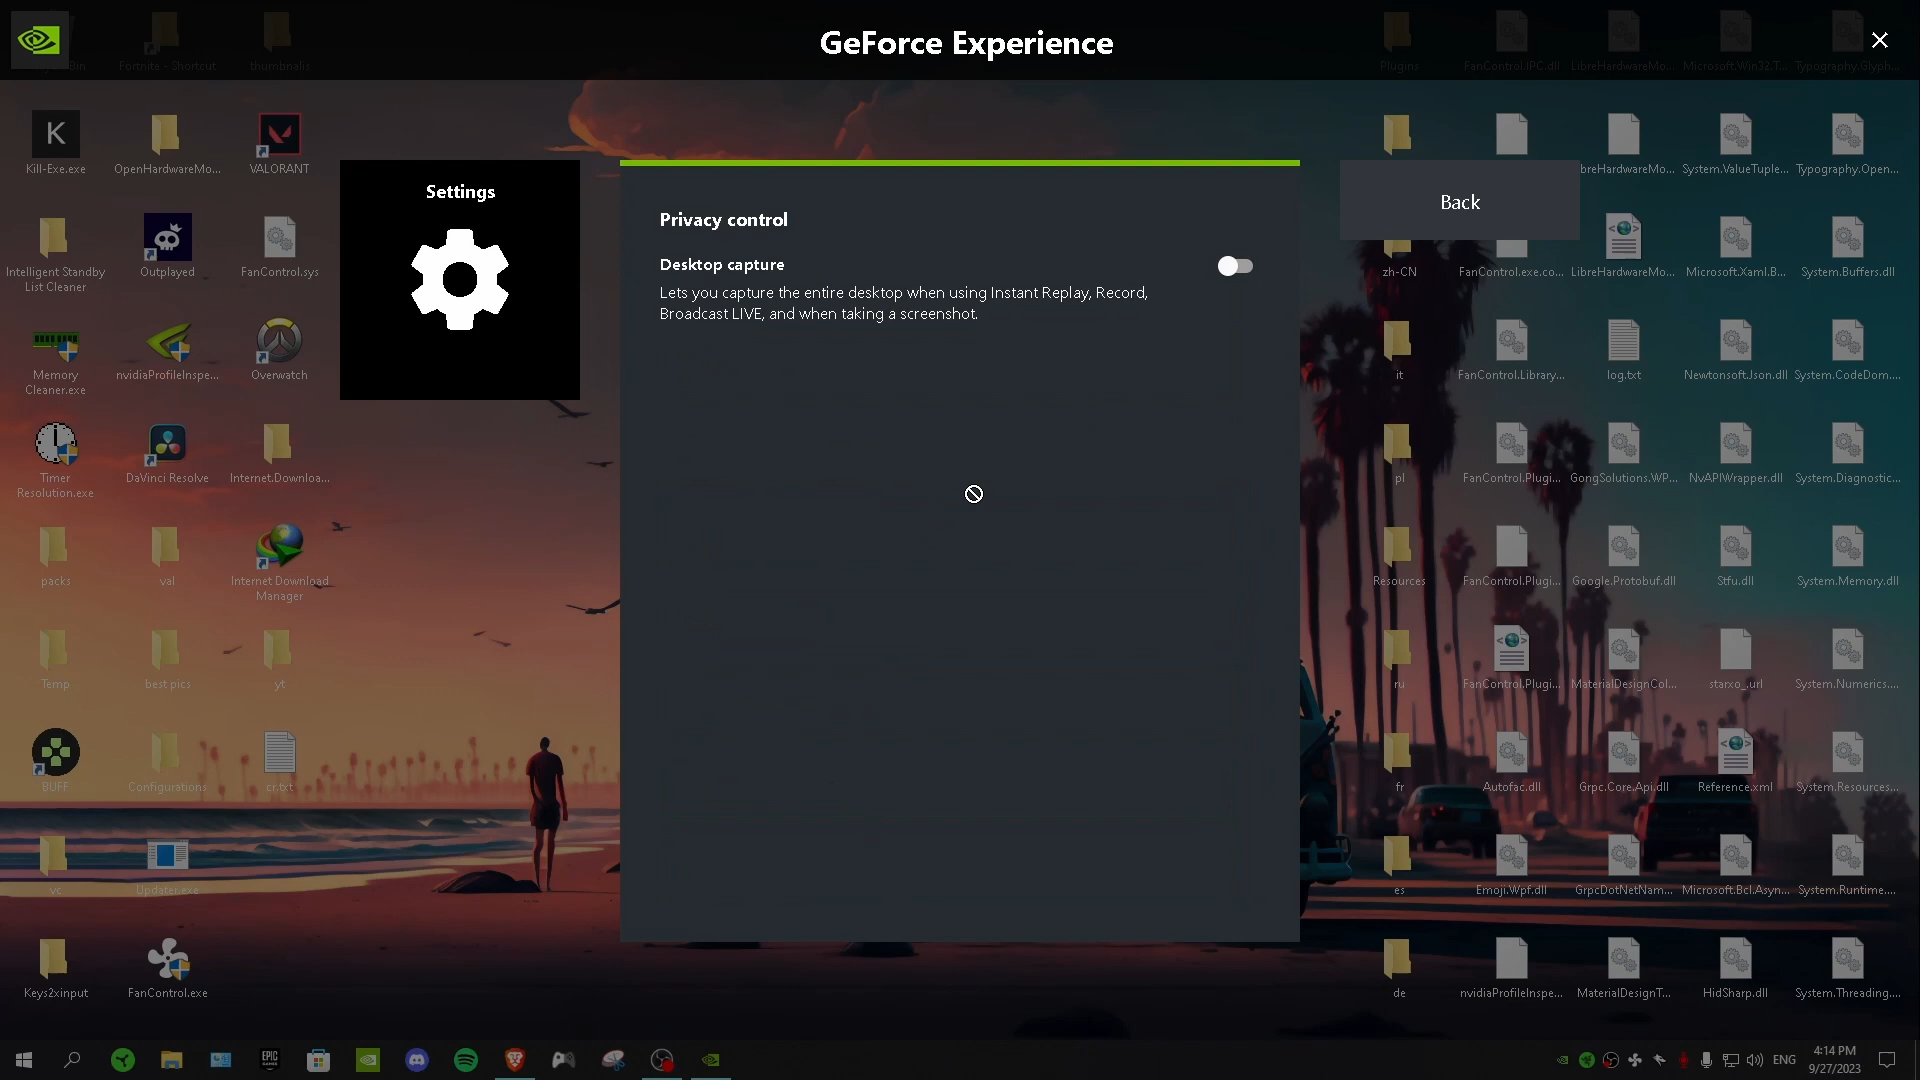 GeForce Experience
Fortnite - Shortcut
thumbnails
Plugins
FanControl.IPC.dll
LibreHardwareMo...
Microsoft.Win32.T...
Typography.Glyph...
K
Kill-Exe.exe
OpenHardwareMo...
VALORANT
Settings
Privacy control
Desktop capture
Lets you capture the entire desktop when using Instant Replay, Record,
Broadcast LIVE, and when taking a screenshot.
Back
breHardwareMo...
System.ValueTuple...
Typography.Open...
Intelligent Standby
List Cleaner
Outplayed
FanControl.sys
zh-CN
FanControl.exe.co...
LibreHardwareMo...
Microsoft.Xaml.B...
System.Buffers.dll
Memory
Cleaner.exe
nvidiaProfileInspe...
Overwatch
it
FanControl.Library...
log.txt
Newtonsoft.Json.dll
System.CodeDom....
Timer
Resolution.exe
DaVinci Resolve
Internet.Downloa...
pl
FanControl.Plugi...
GongSolutions.WP...
NvAPIWrapper.dll
System.Diagnostic...
packs
val
Internet Download
Manager
Resources
FanControl.Plugi...
Google.Protobuf.dll
Stfu.dll
System.Memory.dll
Temp
best pics
yt
ru
FanControl.Plugi...
MaterialDesignCol...
starxo_.url
System.Numerics....
BUFF
Configurations
cr.txt
fr
Autofac.dll
Grpc.Core.Api.dll
Reference.xml
System.Resources...
vc
Updater.exe
es
Emoji.Wpf.dll
GrpcDotNetNam...
Microsoft.Bcl.Asyn...
System.Runtime....
Keys2xinput
FanControl.exe
de
nvidiaProfileInspe...
MaterialDesignT...
HidSharp.dll
System.Threading....
EPIC
GAMES
ENG
4:14 PM
9/27/2023